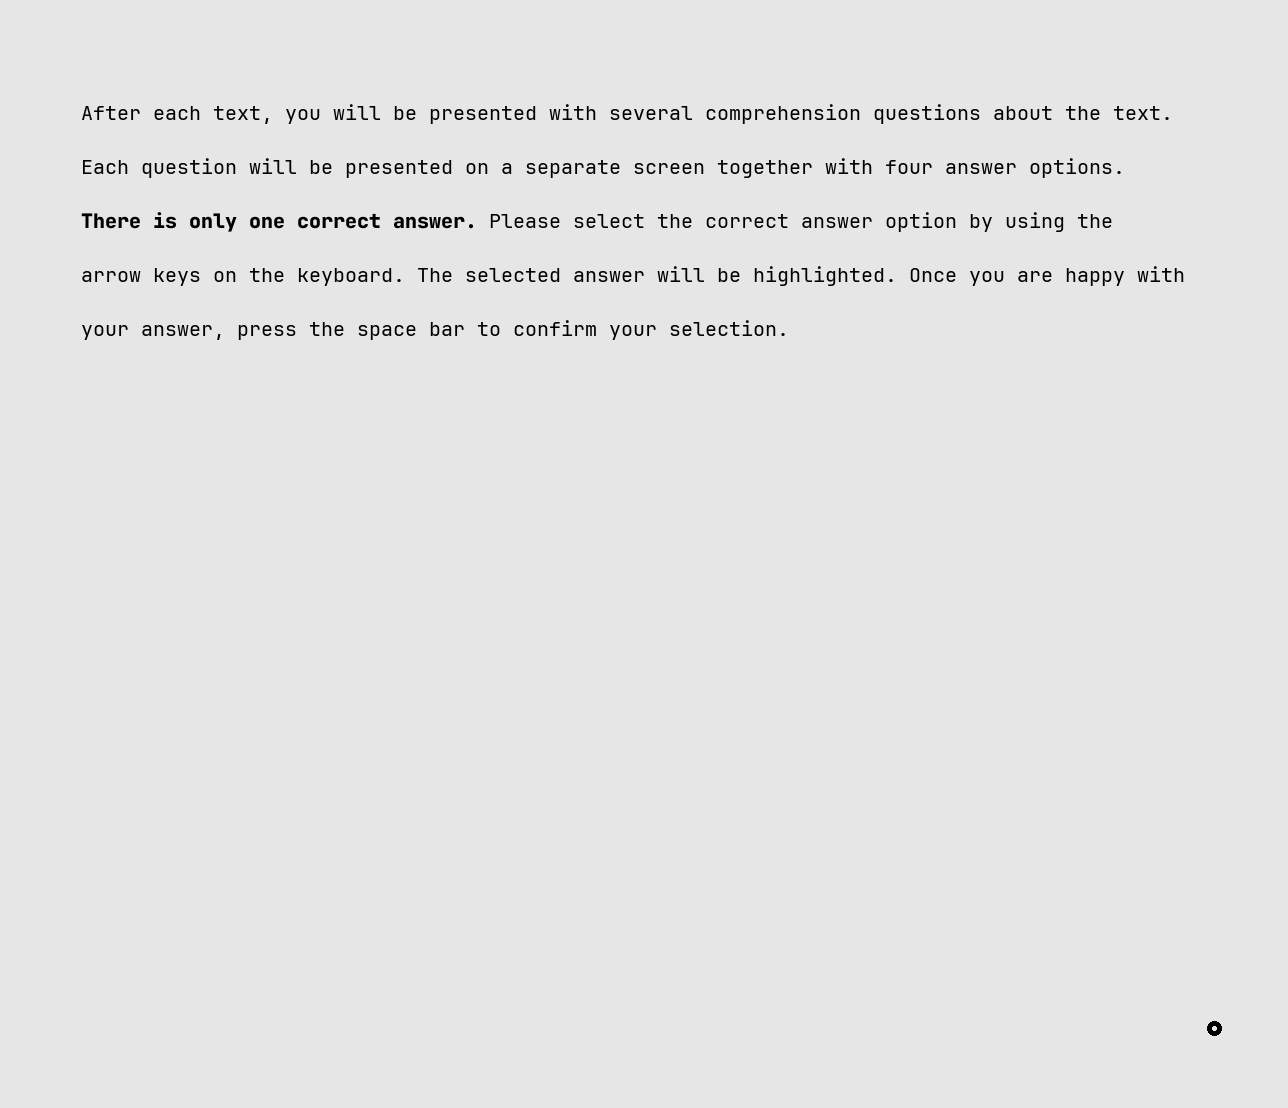 After each text, you will be presented with several comprehension questions about the text.
Each question will be presented on a separate screen together with four answer options.
There is only one correct answer. Please select the correct answer option by using the
arrow keys on the keyboard. The selected answer will be highlighted. Once you are happy with
your answer, press the space bar to confirm your selection.